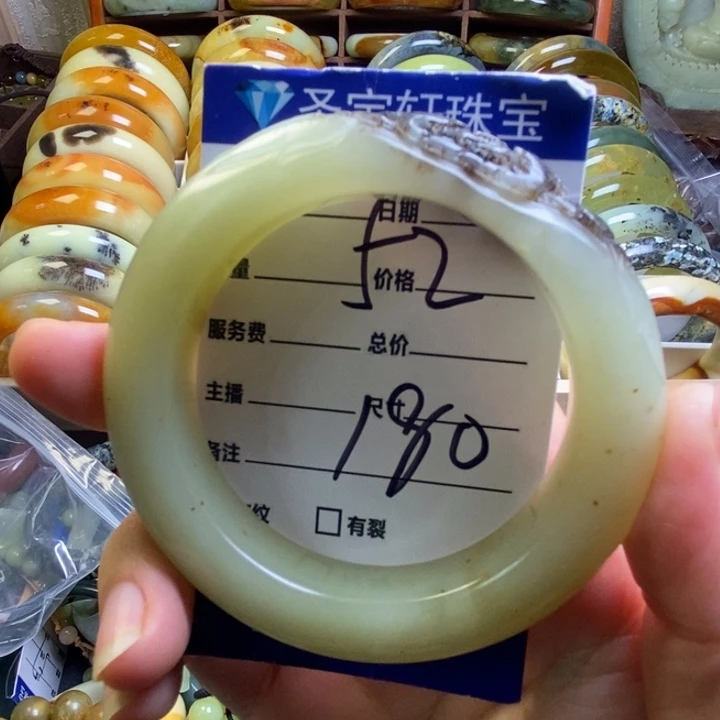 圣宝轩珠宝
日期
量 价格
52
服务费 总价
主播 尺寸
180
备注
纹 有裂